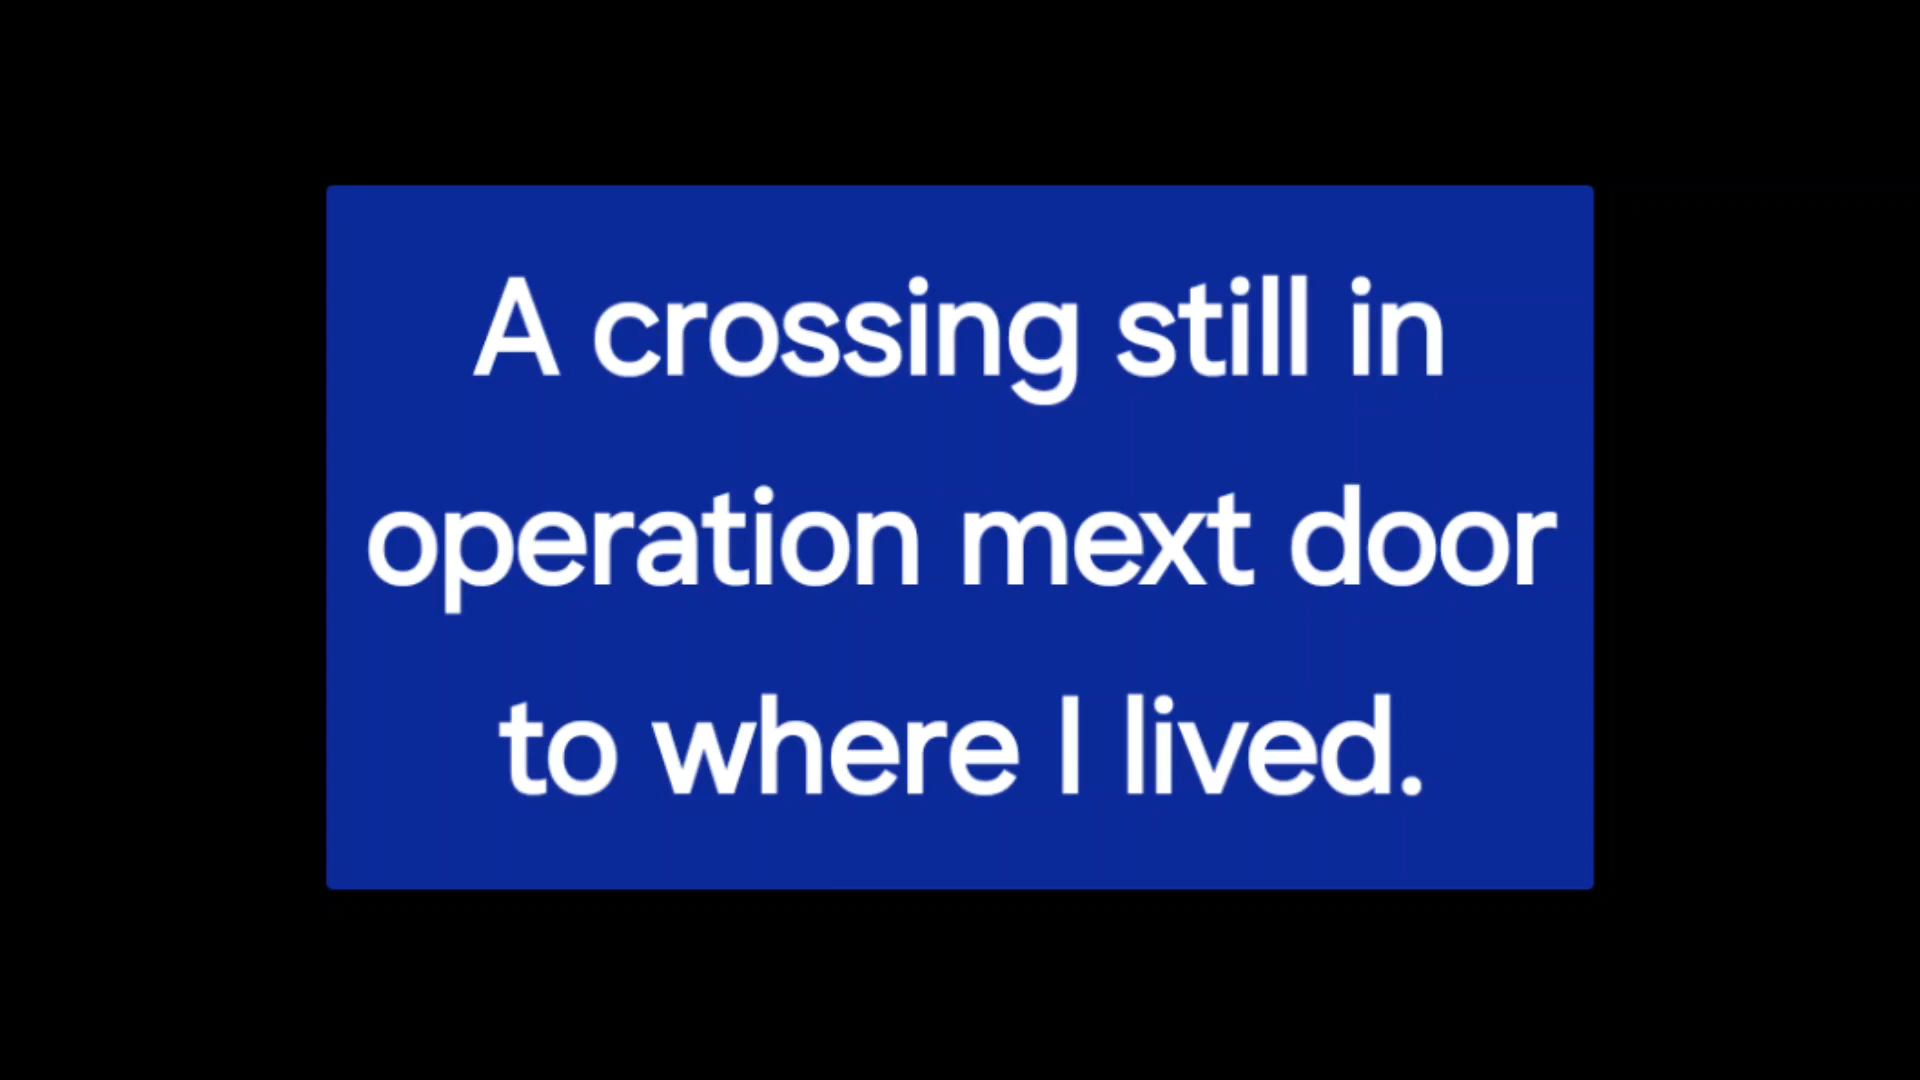 A crossing still in
operation mext door
to where I lived.